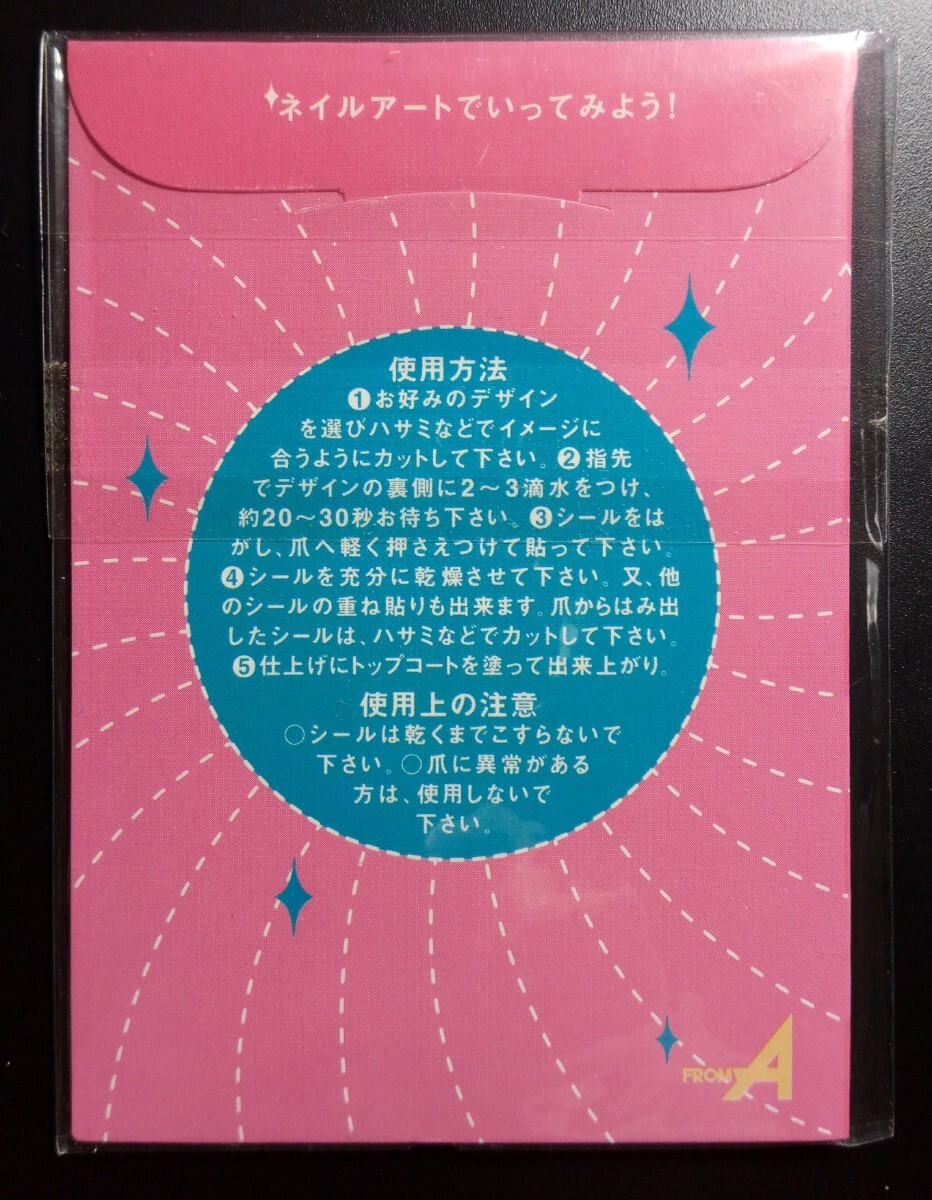 ネイルアートでいってみよう!
使用方法
❶お好みのデザイン
を選びハサミなどでイメージに
合うようにカットして下さい。❷指先
でデザインの裏側に2〜3滴水をつけ、
約20〜30秒お待ち下さい。❸シールをは
がし、爪へ軽く押さえつけて貼って下さい。
❹シールを充分に乾燥させて下さい。又、他
のシールの重ね貼りも出来ます。爪からはみ出
したシールは、ハサミなどでカットして下さい。
❺仕上げにトップコートを塗って出来上がり。
使用上の注意
○シールは乾くまでこすらないで
下さい。○爪に異常がある
方は、使用しないで
下さい。
FROM A